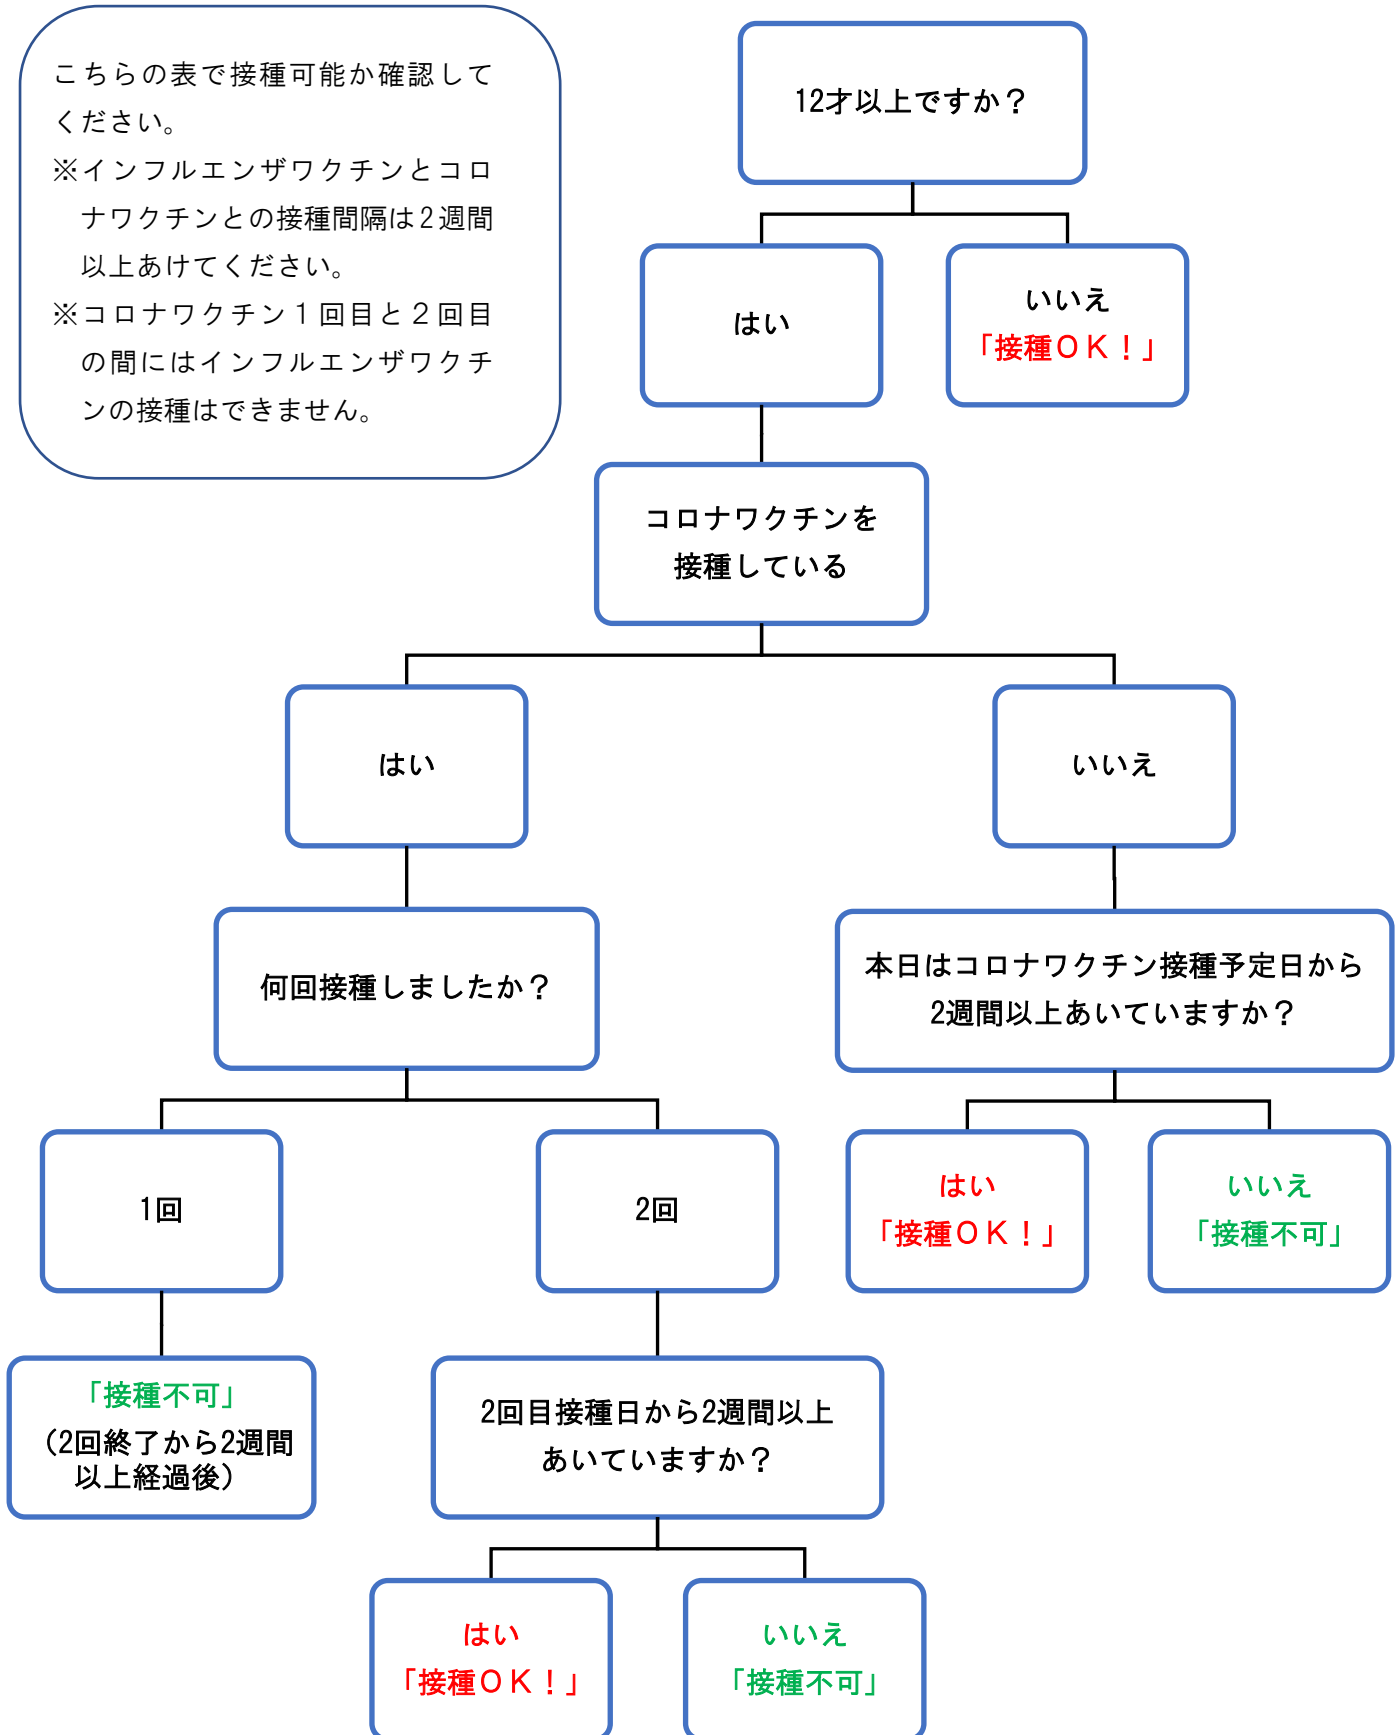 こちらの表で接種可能か確認して
ください。
※インフルエンザワクチンとコロ
ナワクチンとの接種間隔は２週間
以上あけてください。
※コロナワクチン１回目と２回目
の間にはインフルエンザワクチ
ンの接種はできません。
12才以上ですか？
はい
いいえ
「接種ＯＫ！」
コロナワクチンを
接種している
はい
いいえ
何回接種しましたか？
本日はコロナワクチン接種予定日から
2週間以上あいていますか？
1回
2回
はい
「接種ＯＫ！」
いいえ
「接種不可」
「接種不可」
（2回終了から2週間
以上経過後）
2回目接種日から2週間以上
あいていますか？
はい
「接種ＯＫ！」
いいえ
「接種不可」